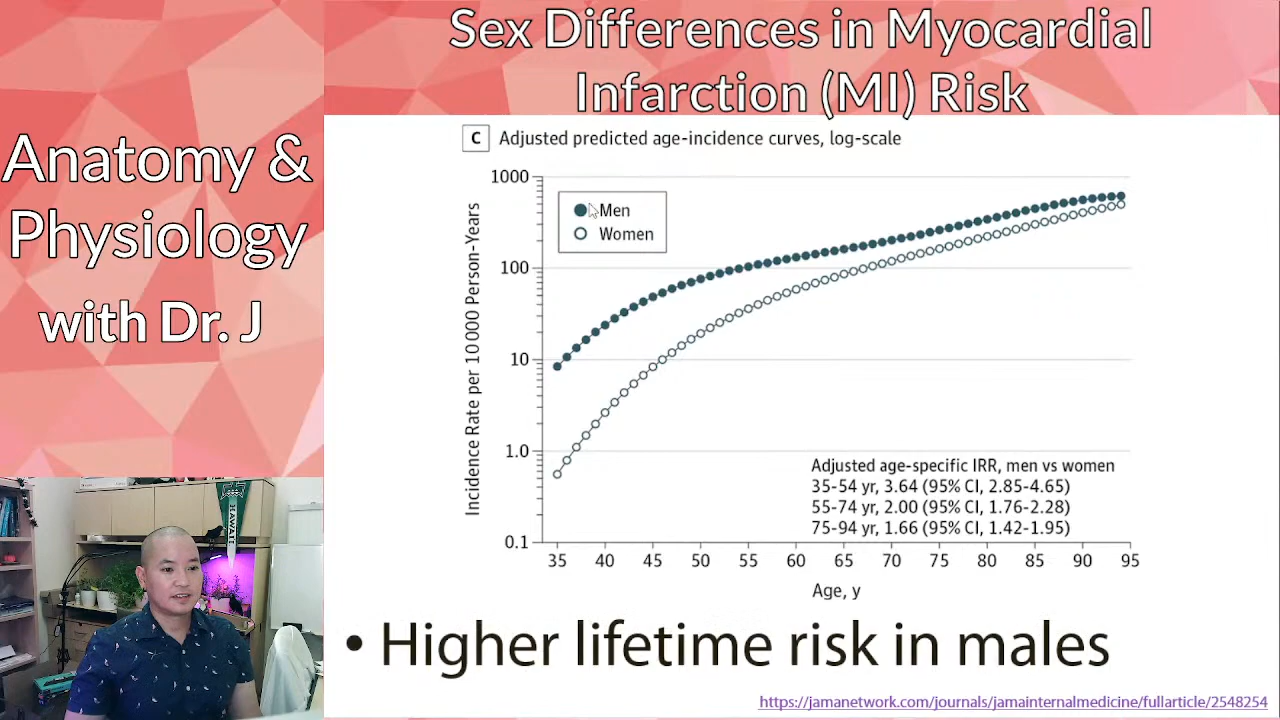 Anatomy &
Physiology
with Dr. J
HAWAII
Sex Differences in Myocardial
Infarction (MI) Risk
C Adjusted predicted age-incidence curves, log-scale
Incidence Rate per 10 000 Person-Years
1000
100
10
1.0
0.1
Men
Women
Adjusted age-specific IRR, men vs women
35-54 yr, 3.64 (95% CI, 2.85-4.65)
55-74 yr, 2.00 (95% CI, 1.76-2.28)
75-94 yr, 1.66 (95% CI, 1.42-1.95)
35 40 45 50 55 60 65 70 75 80 85 90 95
Age, y
• Higher lifetime risk in males
https://jamanetwork.com/journals/jamainternalmedicine/fullarticle/2548254